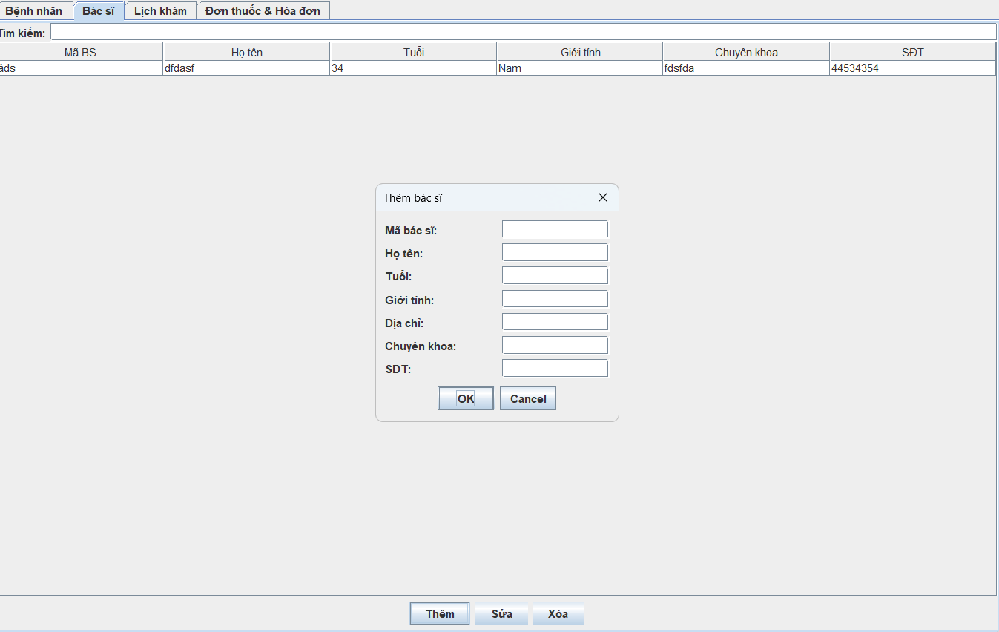 Bệnh nhân Bác sĩ Lịch khám Đơn thuốc & Hóa đơn
Tìm kiếm:
Mã BS Họ tên Tuổi Giới tính Chuyên khoa SĐT
áds dfdasf 34 Nam fdsfda 44534354
Thêm bác sĩ
Mã bác sĩ:
Họ tên:
Tuổi:
Giới tính:
Địa chỉ:
Chuyên khoa:
SĐT:
OK Cancel
Thêm Sửa Xóa